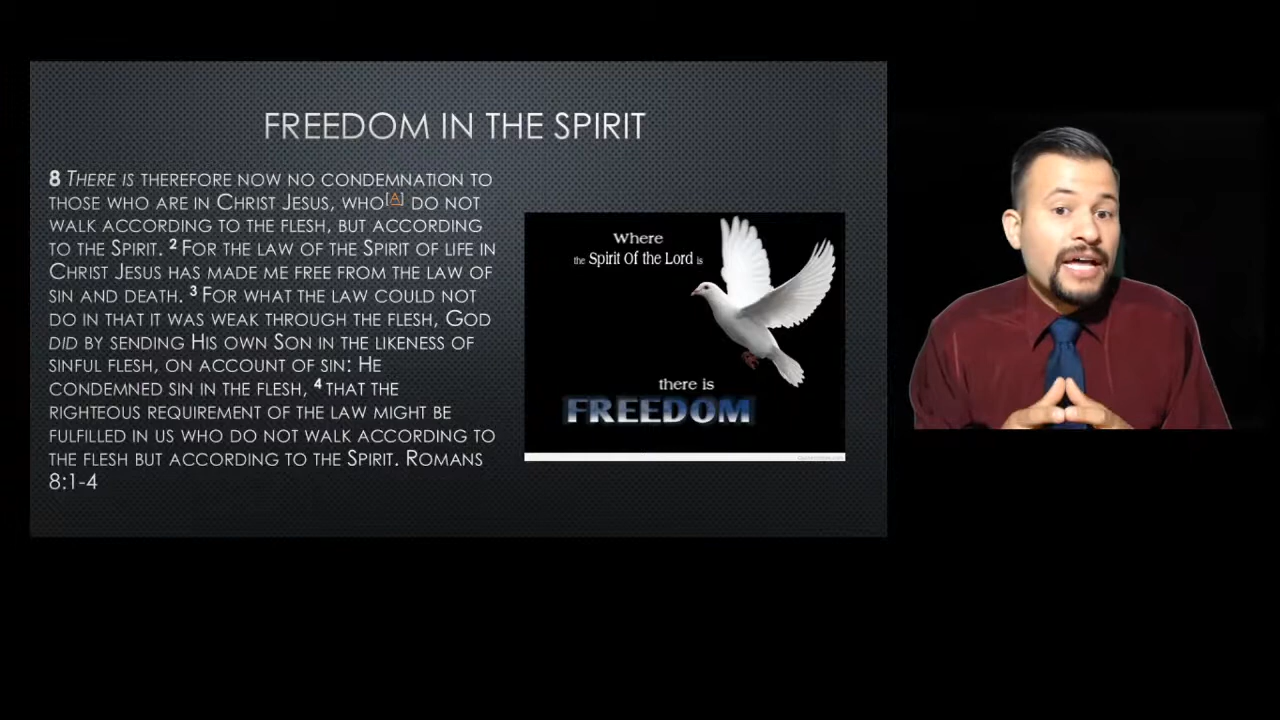 FREEDOM IN THE SPIRIT
8 THERE IS THEREFORE NOW NO CONDEMNATION TO
THOSE WHO ARE IN CHRIST JESUS, WHO[A] DO NOT
WALK ACCORDING TO THE FLESH, BUT ACCORDING
TO THE SPIRIT. 2 FOR THE LAW OF THE SPIRIT OF LIFE IN
CHRIST JESUS HAS MADE ME FREE FROM THE LAW OF
SIN AND DEATH. 3 FOR WHAT THE LAW COULD NOT
DO IN THAT IT WAS WEAK THROUGH THE FLESH, GOD
DID BY SENDING HIS OWN SON IN THE LIKENESS OF
SINFUL FLESH, ON ACCOUNT OF SIN: HE
CONDEMNED SIN IN THE FLESH, 4 THAT THE
RIGHTEOUS REQUIREMENT OF THE LAW MIGHT BE
FULFILLED IN US WHO DO NOT WALK ACCORDING TO
THE FLESH BUT ACCORDING TO THE SPIRIT. ROMANS
8:1-4
Where
the Spirit Of the Lord is
there is
FREEDOM